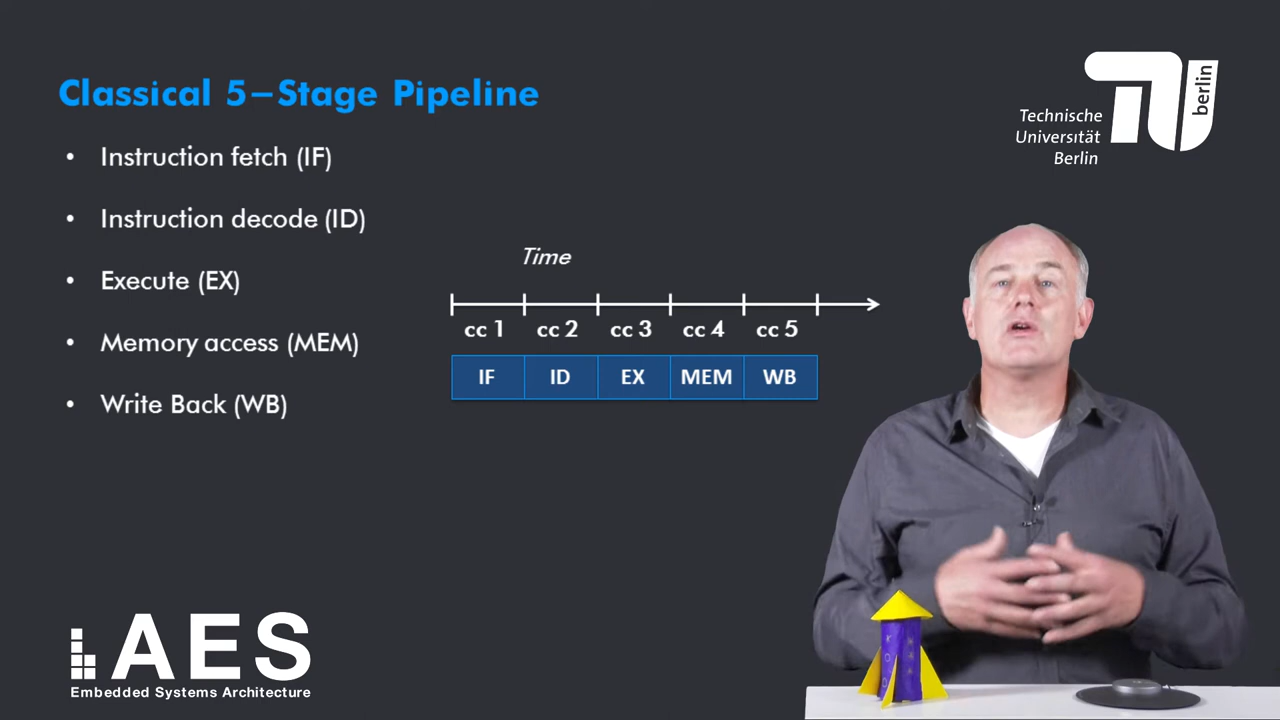 Classical 5–Stage Pipeline
• Instruction fetch (IF)
• Instruction decode (ID)
• Execute (EX)
• Memory access (MEM)
• Write Back (WB)
Time
cc 1 cc 2 cc 3 cc 4 cc 5
IF ID EX MEM WB
Technische
Universität
Berlin
berlin
AES
Embedded Systems Architecture